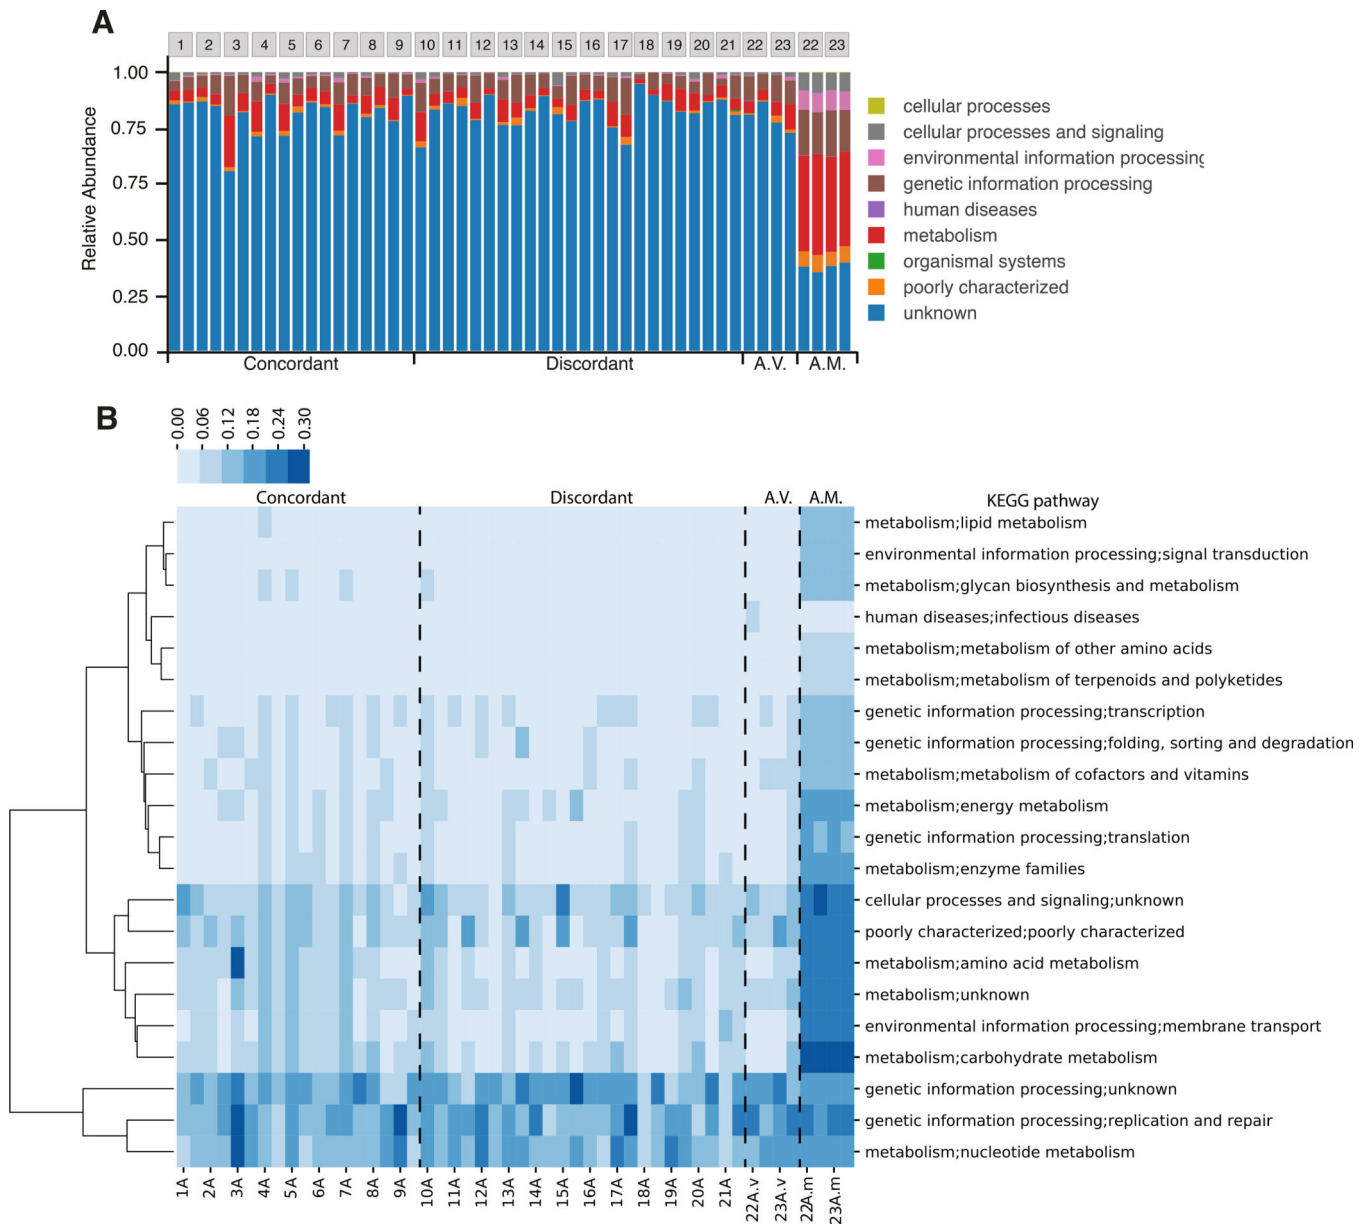 A
1 2 3 4 5 6 7 8 9 10 11 12 13 14 15 16 17 18 19 20 21 22 23 22 23
Relative Abundance
1.00
0.75
0.75
0.50
0.25
0.00
Concordant Discordant A.V. A.M.
cellular processes
cellular processes and signaling
environmental information processing
genetic information processing
human diseases
metabolism
organismal systems
poorly characterized
unknown
B
0.00 0.06 0.12 0.18 0.24 0.30
Concordant Discordant A.V. A.M. KEGG pathway
metabolism;lipid metabolism
environmental information processing;signal transduction
metabolism;glycan biosynthesis and metabolism
human diseases;infectious diseases
metabolism;metabolism of other amino acids
metabolism;metabolism of terpenoids and polyketides
genetic information processing;transcription
genetic information processing;folding, sorting and degradation
metabolism;metabolism of cofactors and vitamins
metabolism;energy metabolism
genetic information processing;translation
metabolism;enzyme families
cellular processes and signaling;unknown
poorly characterized;poorly characterized
metabolism;amino acid metabolism
metabolism;unknown
environmental information processing;membrane transport
metabolism;carbohydrate metabolism
genetic information processing;unknown
genetic information processing;replication and repair
metabolism;nucleotide metabolism
1A 2A 3A 4A 5A 6A 7A 8A 9A 10A 11A 12A 13A 14A 15A 16A 17A 18A 19A 20A 21A 22A.v 23A.v 22A.m 23A.m